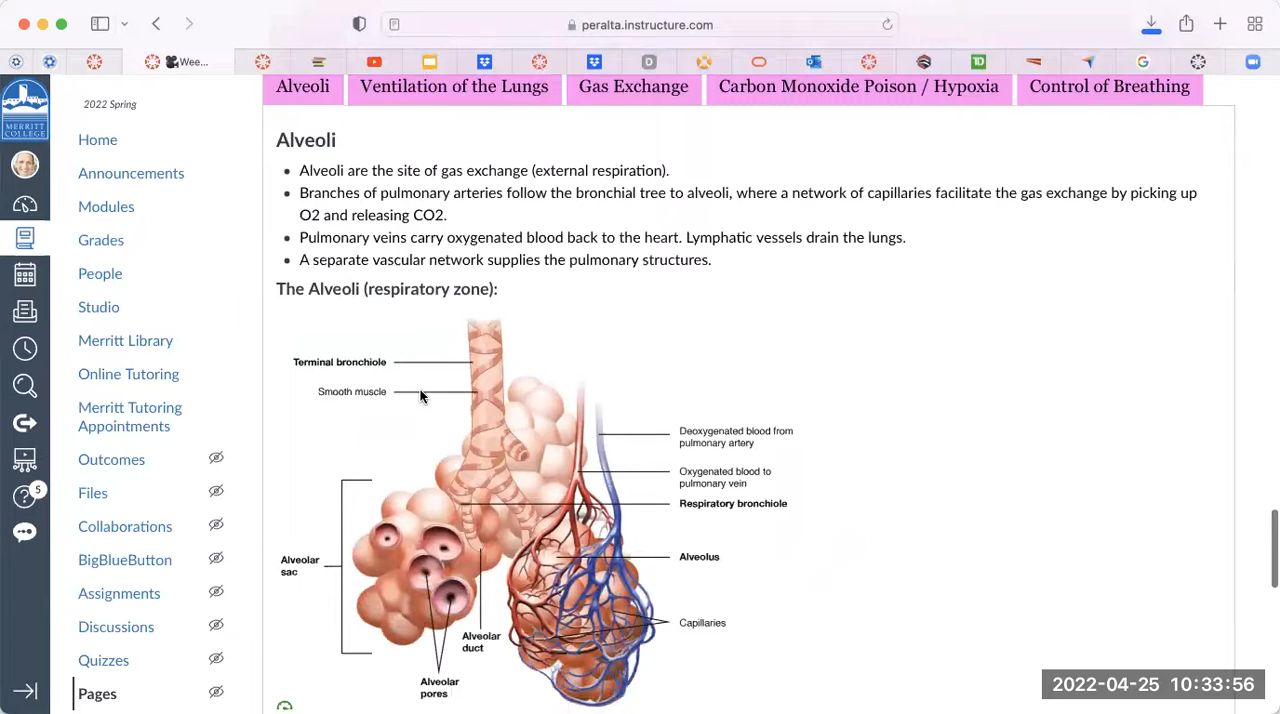 peralta.instructure.com
Wee...
D
TD
G
MERRITT
COLLEGE
2022 Spring
Home
Announcements
Modules
Grades
People
Studio
Merritt Library
Online Tutoring
Merritt Tutoring
Appointments
Outcomes
Files
Collaborations
BigBlueButton
Assignments
Discussions
Quizzes
Pages
5
Alveoli
Ventilation of the Lungs
Gas Exchange
Carbon Monoxide Poison / Hypoxia
Control of Breathing
Alveoli
Alveoli are the site of gas exchange (external respiration).
Branches of pulmonary arteries follow the bronchial tree to alveoli, where a network of capillaries facilitate the gas exchange by picking up
O2 and releasing CO2.
Pulmonary veins carry oxygenated blood back to the heart. Lymphatic vessels drain the lungs.
A separate vascular network supplies the pulmonary structures.
The Alveoli (respiratory zone):
Terminal bronchiole
Smooth muscle
Deoxygenated blood from
pulmonary artery
Oxygenated blood to
pulmonary vein
Respiratory bronchiole
Alveolar
sac
Alveolus
Capillaries
Alveolar
duct
Alveolar
pores
2022-04-25 10:33:56